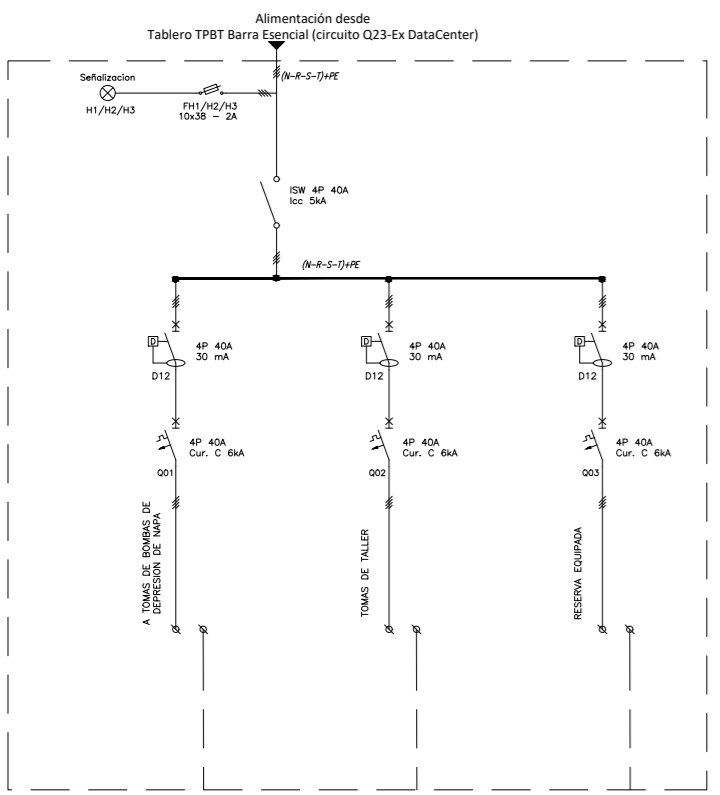 Alimentación desde
Tablero TPBT Barra Esencial (circuito Q23-Ex DataCenter)
(N-R-S-T)+PE
Señalizacion
H1/H2/H3
FH1/H2/H3
10x38 - 2A
ISW 4P 40A
Icc 5kA
(N-R-S-T)+PE
D
4P 40A
30 mA
D12
D
4P 40A
30 mA
D12
D
4P 40A
30 mA
D12
4P 40A
Cur. C 6kA
Q01
4P 40A
Cur. C 6kA
Q02
4P 40A
Cur. C 6kA
Q03
A TOMAS DE BOMBAS DE
DEPRESION DE NAPA
TOMAS DE TALLER
RESERVA EQUIPADA